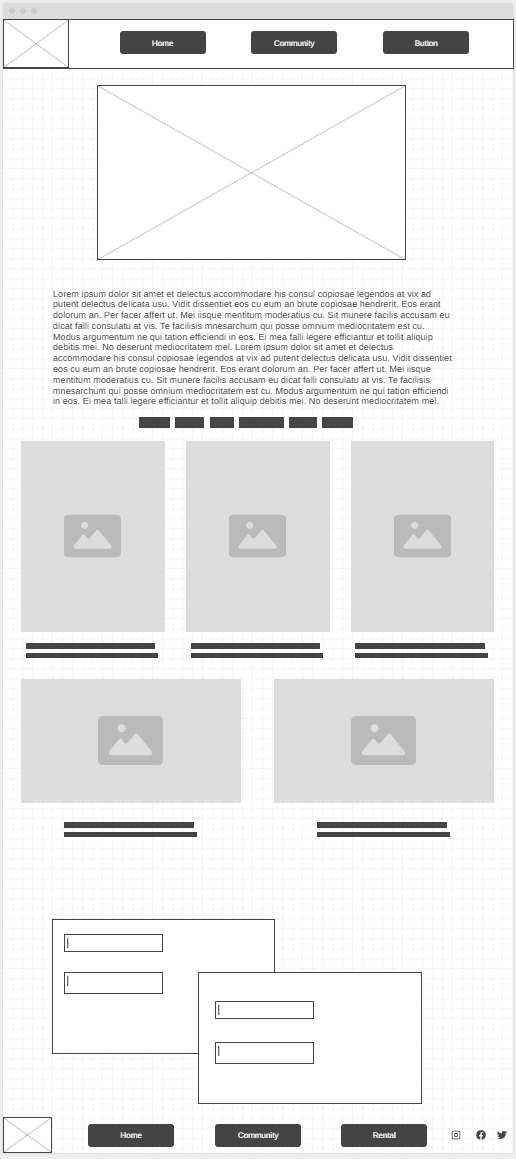 Home
Community
Button
Lorem ipsum dolor sit amet et delectus accommodare his consul copiosae legendos at vix ad
putent delectus delicata usu. Vidit dissentiet eos cu eum an brute copiosae hendrerit. Eos erant
dolorum an. Per facer affert ut. Mei iisque mentitum moderatius cu. Sit munere facilis accusam eu
dicat falli consulatu at vis. Te facilisis mnesarchum qui posse omnium mediocritatem est cu.
Modus argumentum ne qui tation efficiendi in eos. Ei mea falli legere efficiantur et tollit aliquip
debitis mei. No deserunt mediocritatem mel. Lorem ipsum dolor sit amet et delectus
accommodare his consul copiosae legendos at vix ad putent delectus delicata usu. Vidit dissentiet
eos cu eum an brute copiosae hendrerit. Eos erant dolorum an. Per facer affert ut. Mei iisque
mentitum moderatius cu. Sit munere facilis accusam eu dicat falli consulatu at vis. Te facilisis
mnesarchum qui posse omnium mediocritatem est cu. Modus argumentum ne qui tation efficiendi
in eos. Ei mea falli legere efficiantur et tollit aliquip debitis mei. No deserunt mediocritatem mel.
Home
Community
Rental